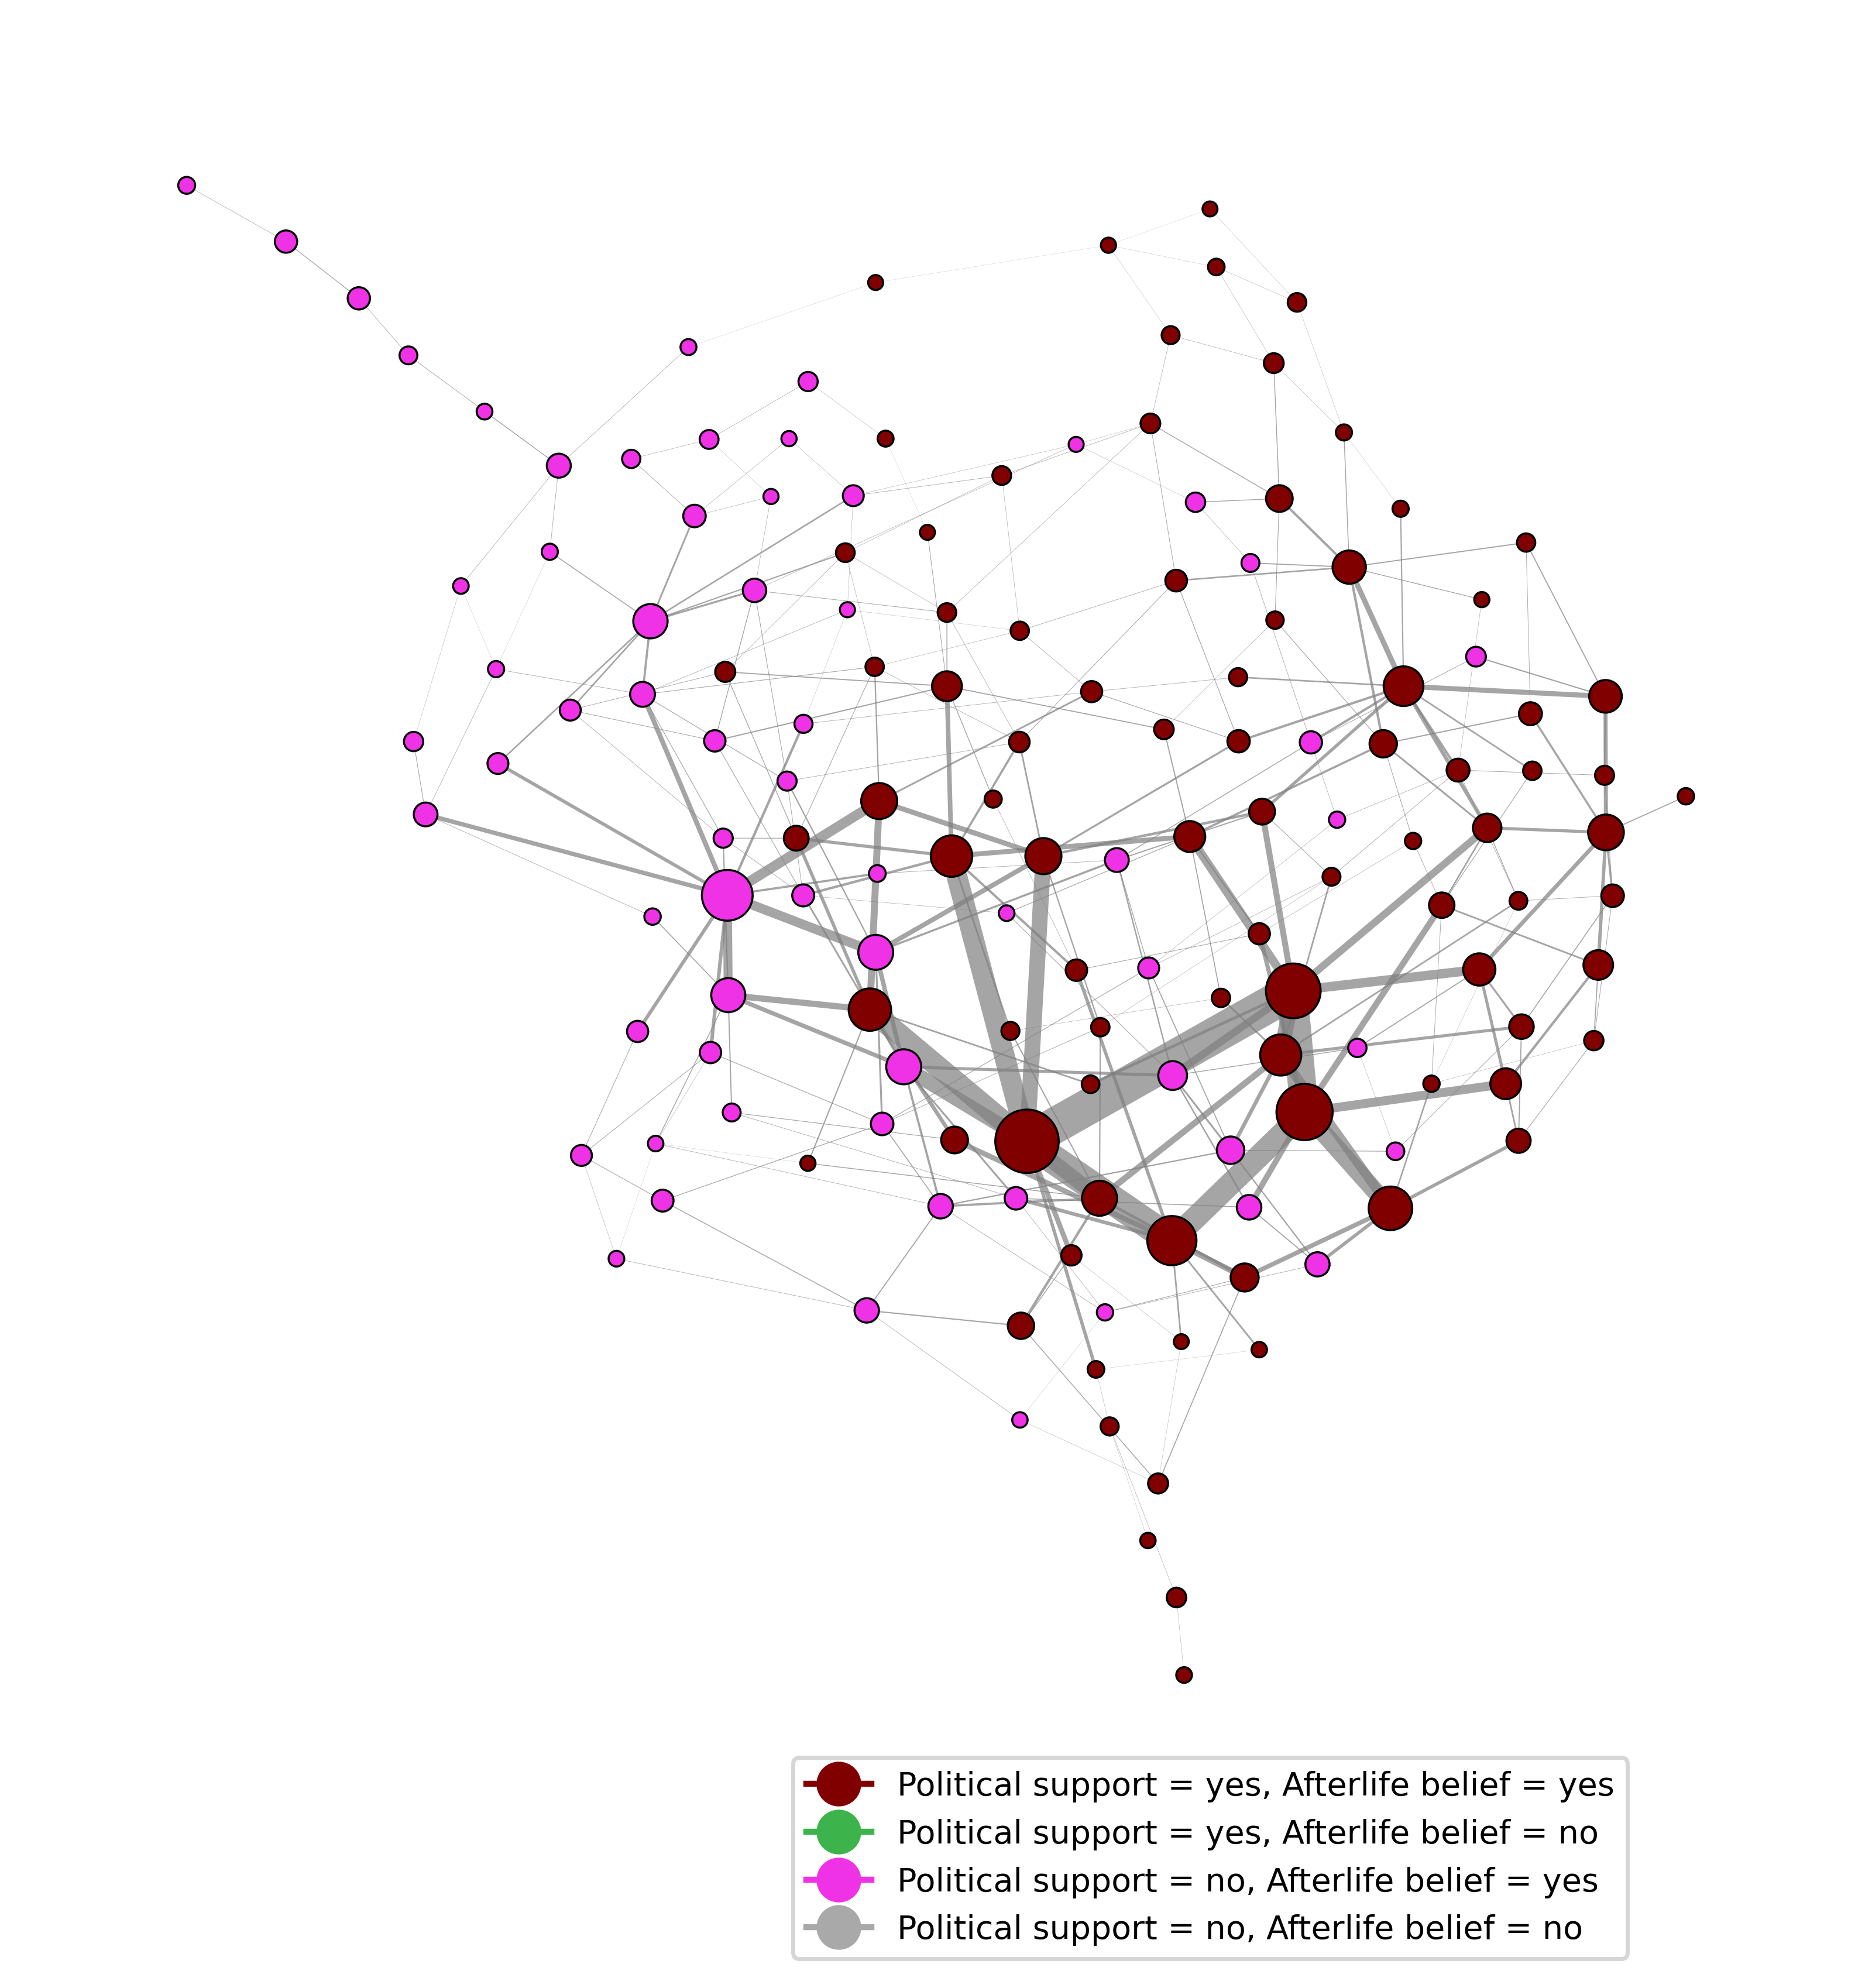 Political support = yes, Afterlife belief = yes
Political support = yes, Afterlife belief = no
Political support = no, Afterlife belief = yes
Political support = no, Afterlife belief = no